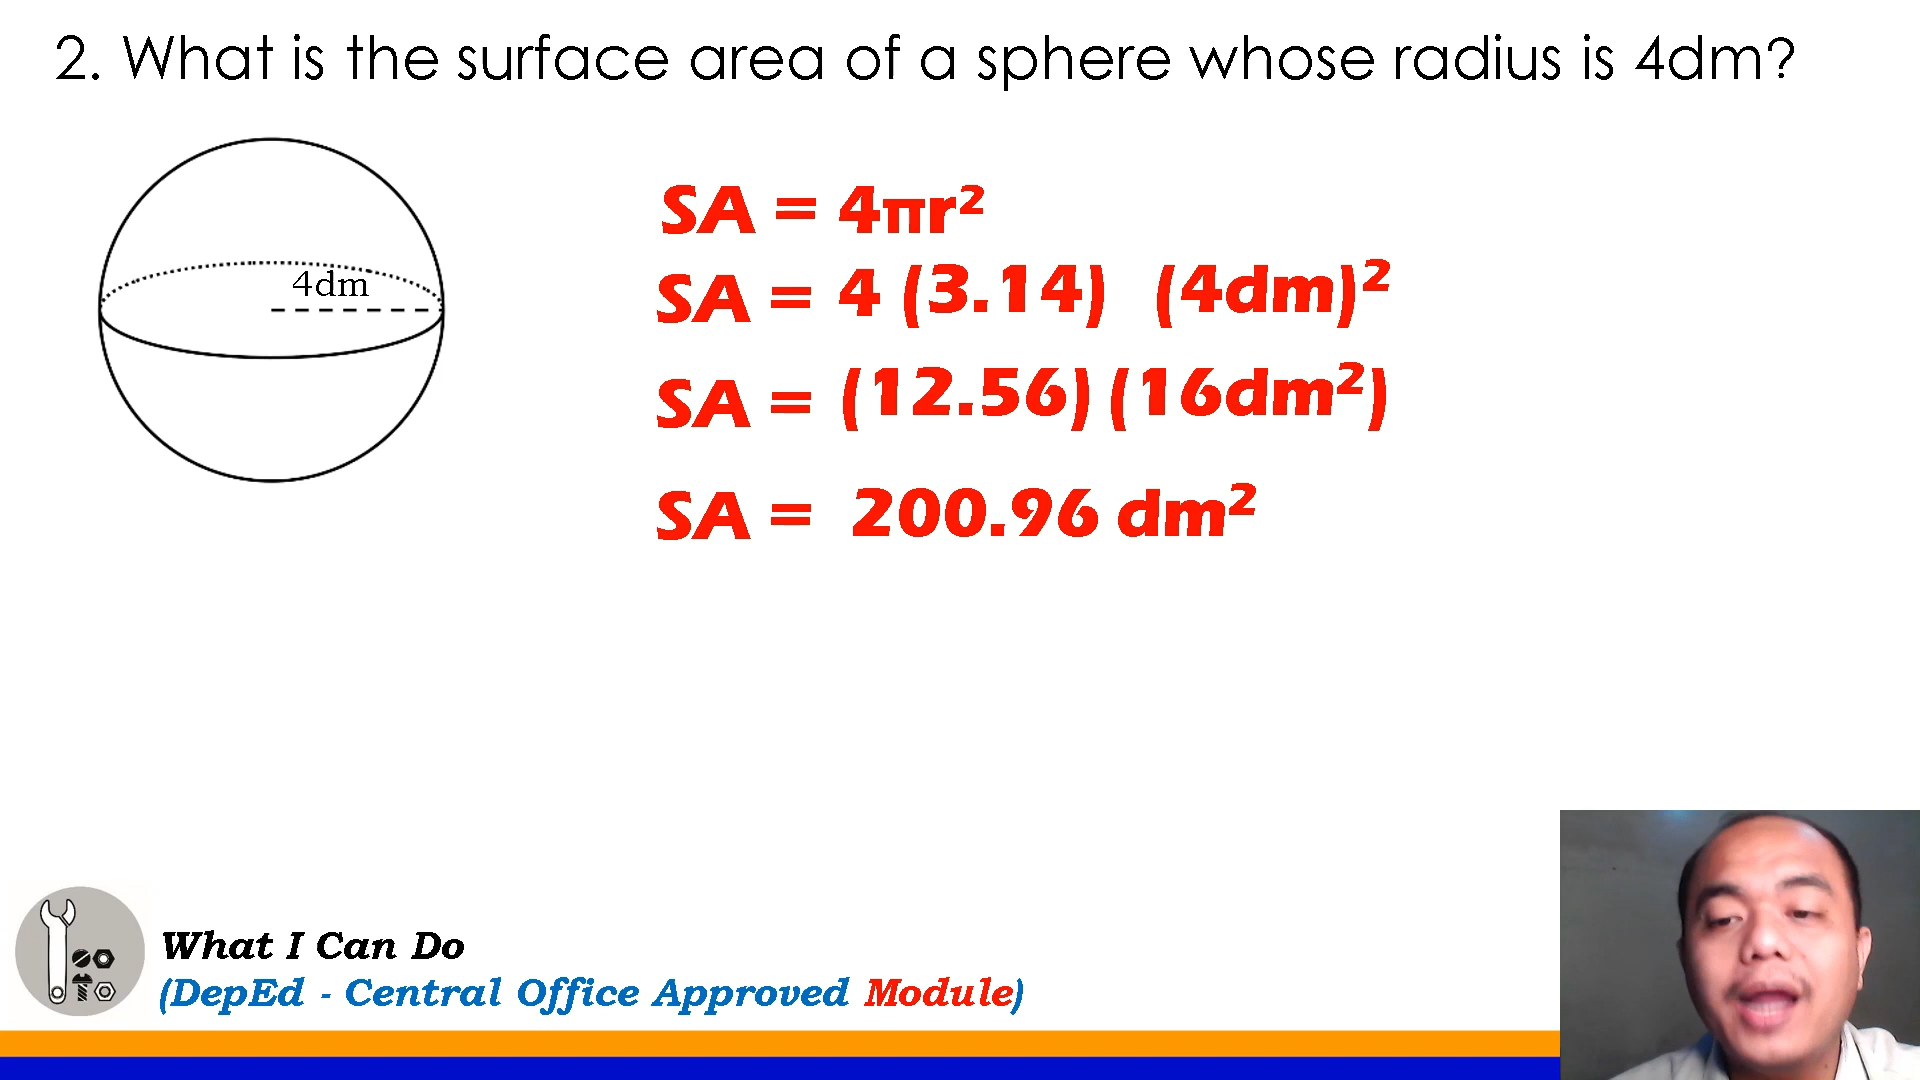 2. What is the surface area of a sphere whose radius is 4dm?
4dm
SA = 4πr²
SA = 4 (3.14) (4dm)²
SA = (12.56) (16dm²)
SA = 200.96 dm²
What I Can Do
(DepEd - Central Office Approved Module)